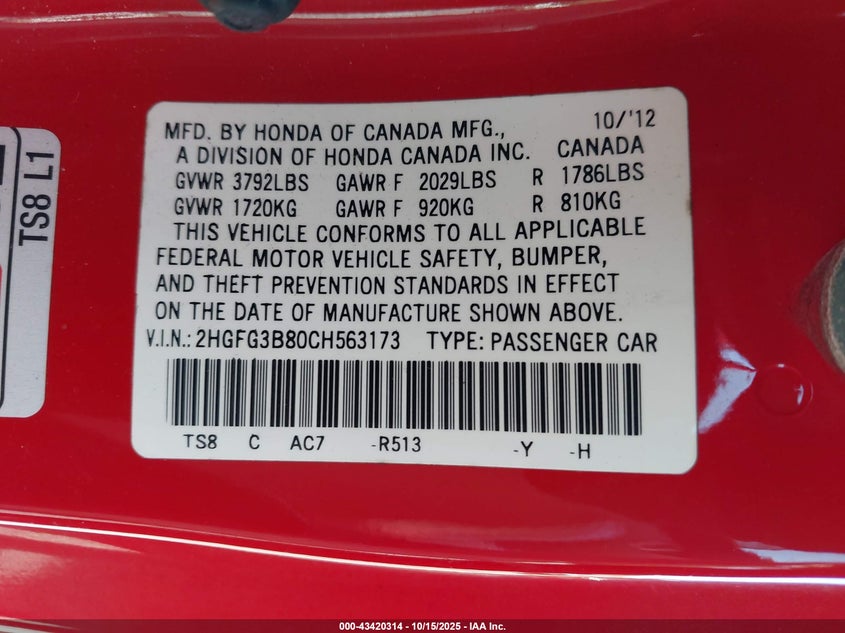 MFD. BY HONDA OF CANADA MFG., 10/'12
A DIVISION OF HONDA CANADA INC. CANADA
GVWR 3792LBS GAWR F 2029LBS R 1786LBS
GVWR 1720KG GAWR F 920KG R 810KG
THIS VEHICLE CONFORMS TO ALL APPLICABLE
FEDERAL MOTOR VEHICLE SAFETY, BUMPER,
AND THEFT PREVENTION STANDARDS IN EFFECT
ON THE DATE OF MANUFACTURE SHOWN ABOVE.
V.I.N.: 2HGFG3B80CH563173 TYPE: PASSENGER CAR
TS8 C AC7 -R513 -Y -H
TS8 L1
000-43420314 - 10/15/2025 - IAA Inc.